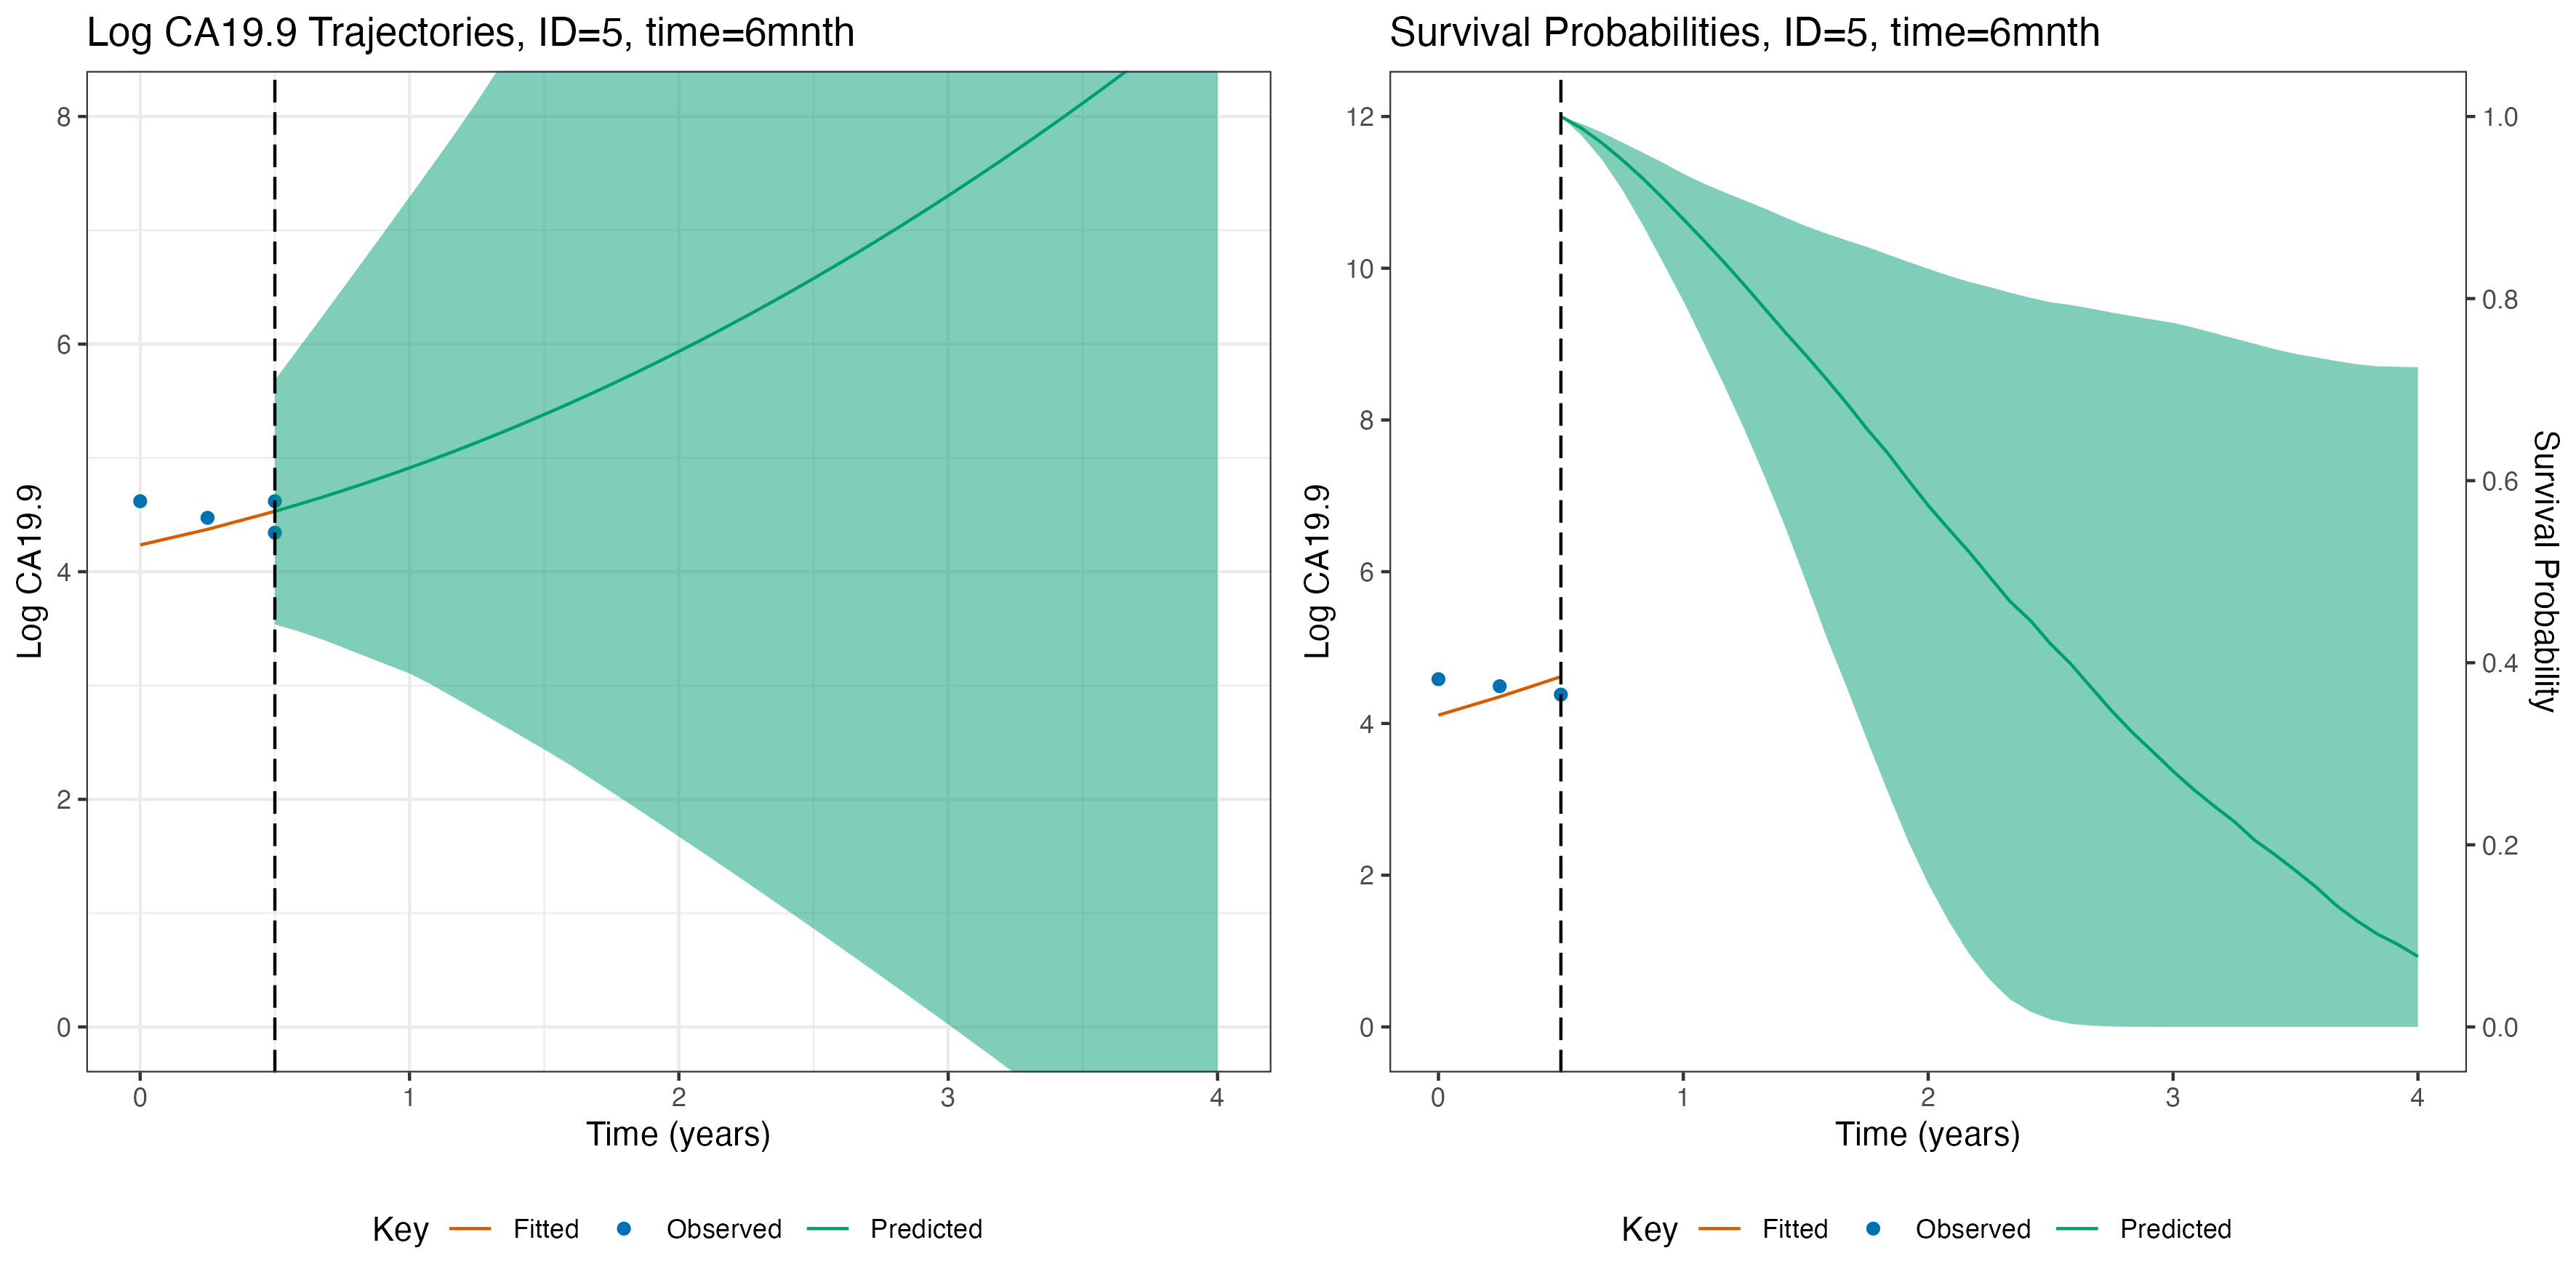 Log CA19.9 Trajectories, ID=5, time=6mnth
8
6
4
2
0
Log CA19.9
0 1 2 3 4
Time (years)
Key Fitted Observed Predicted
Survival Probabilities, ID=5, time=6mnth
12
10
8
6
4
2
0
Log CA19.9
1.0
0.8
0.6
0.4
0.2
0.0
Survival Probability
0 1 2 3 4
Time (years)
Key Fitted Observed Predicted